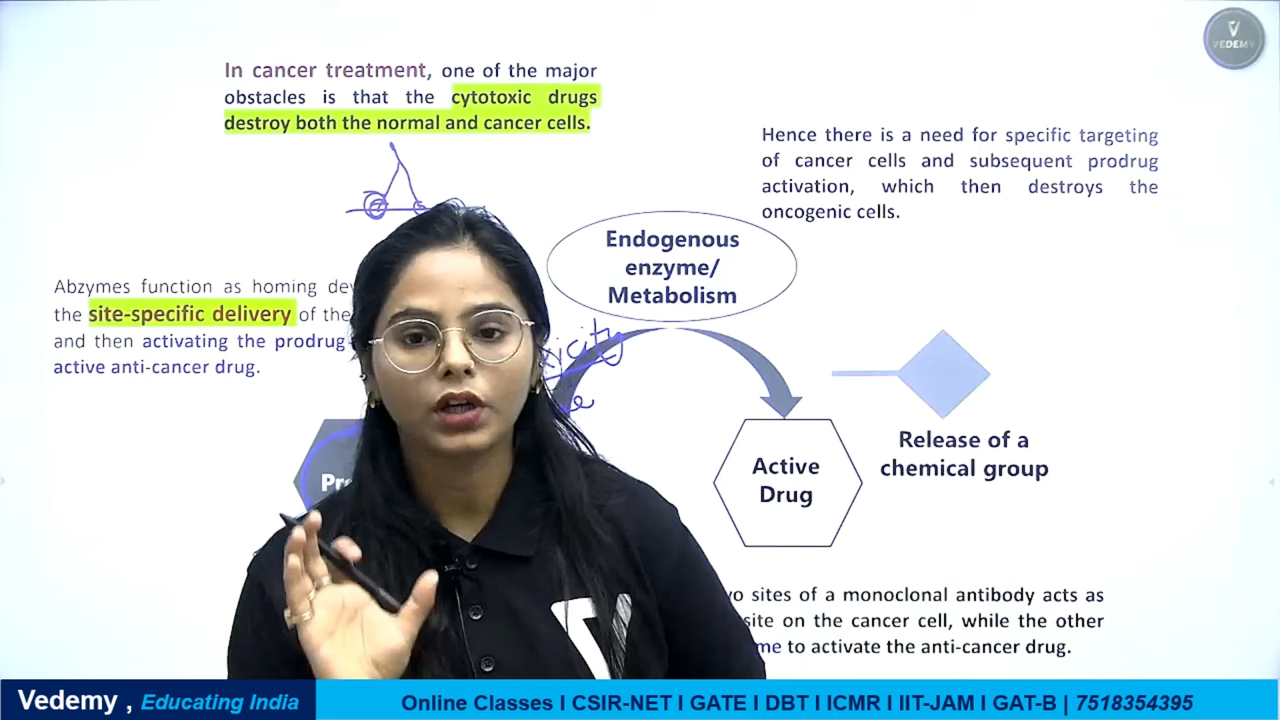 VEDEMY
In cancer treatment, one of the major
obstacles is that the cytotoxic drugs
destroy both the normal and cancer cells.
Hence there is a need for specific targeting
of cancer cells and subsequent prodrug
activation, which then destroys the
oncogenic cells.
Endogenous
enzyme/
Metabolism
Abzymes function as homing
the site-specific delivery of the
and then activating the prodrug
active anti-cancer drug.
Active
Drug
Release of a
chemical group
sites of a monoclonal antibody acts as
site on the cancer cell, while the other
to activate the anti-cancer drug.
Vedemy , Educating India
Online Classes I CSIR-NET I GATE I DBT I ICMR I IIT-JAM I GAT-B | 7518354395